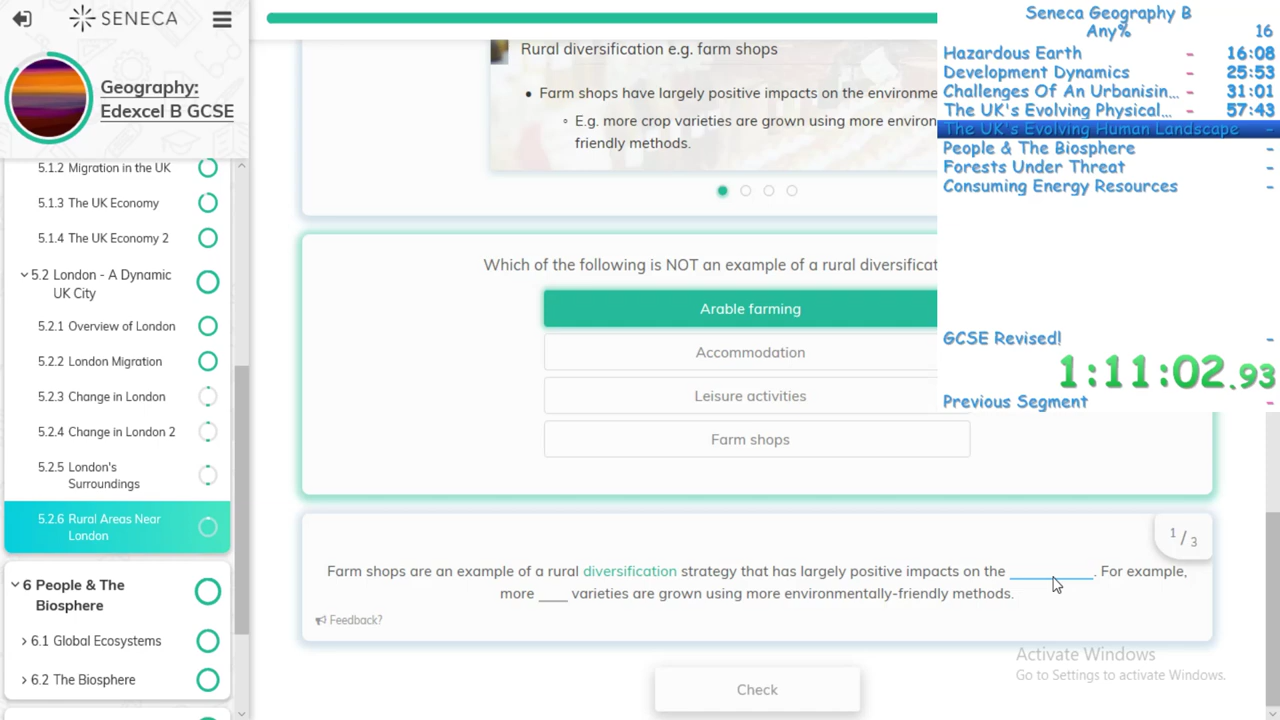 SENECA
Geography:
Edexcel B GCSE
5.1.2 Migration in the UK
5.1.3 The UK Economy
5.1.4 The UK Economy 2
5.2 London - A Dynamic
UK City
5.2.1 Overview of London
5.2.2 London Migration
5.2.3 Change in London
5.2.4 Change in London 2
5.2.5 London's
Surroundings
5.2.6 Rural Areas Near
London
6 People & The
Biosphere
6.1 Global Ecosystems
6.2 The Biosphere
Rural diversification e.g. farm shops
• Farm shops have largely positive impacts on the environme
E.g. more crop varieties are grown using more environ
friendly methods.
Which of the following is NOT an example of a rural diversificat
Arable farming
Accommodation
Leisure activities
Farm shops
1 / 3
Farm shops are an example of a rural diversification strategy that has largely positive impacts on the ________. For example,
more ____ varieties are grown using more environmentally-friendly methods.
Feedback?
Check
Seneca Geography B
Any% 16
Hazardous Earth - 16:08
Development Dynamics - 25:53
Challenges Of An Urbanisin... - 31:01
The UK's Evolving Physical... - 57:43
The UK's Evolving Human Landscape -
People & The Biosphere -
Forests Under Threat -
Consuming Energy Resources -
GCSE Revised! -
1:11:02.93
Previous Segment -
Activate Windows
Go to Settings to activate Windows.